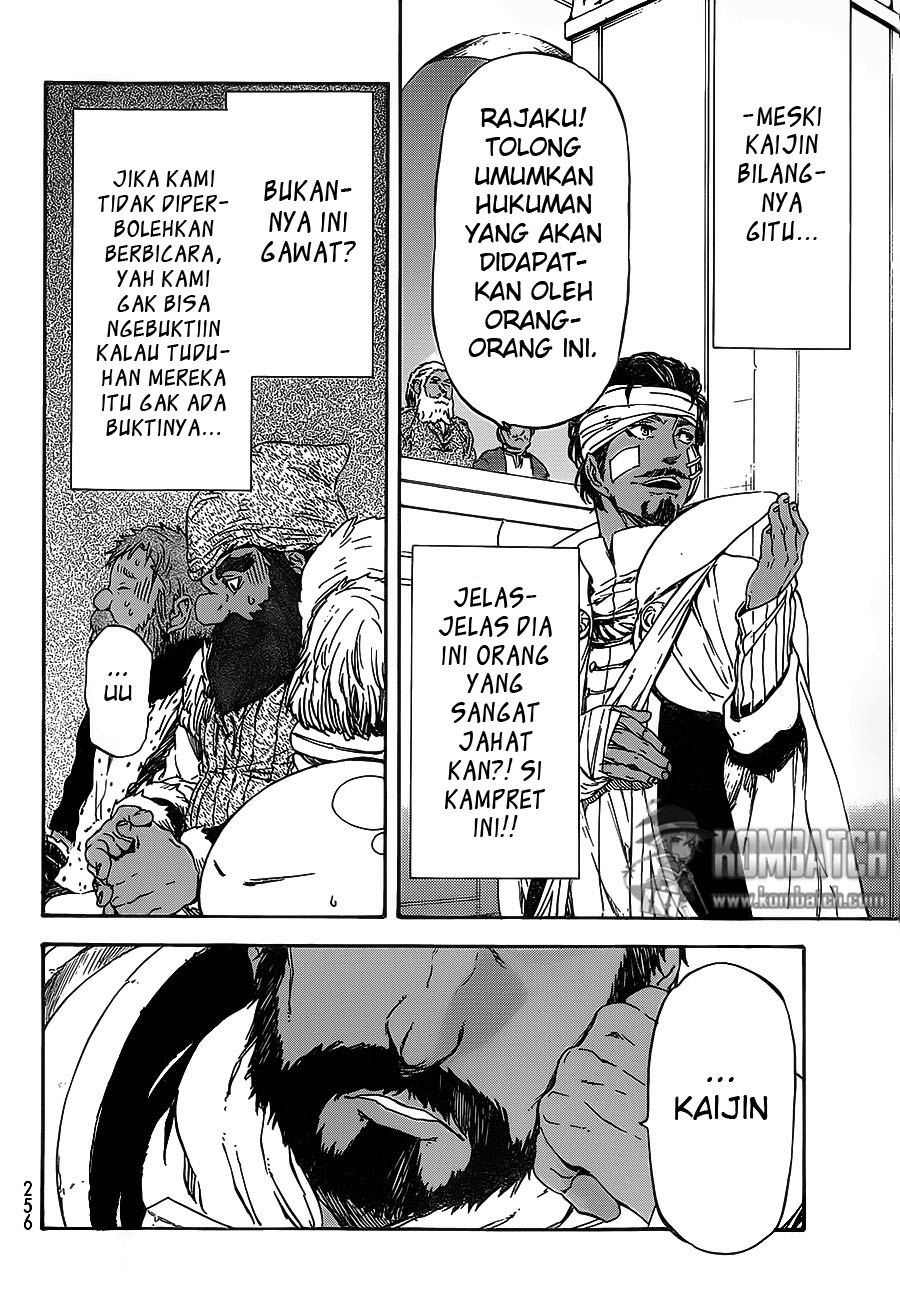 -MESKI
KAIJIN
BILANG-
NYA
GITU...
RAJAKU!
TOLONG
UMUMKAN
HUKUMAN
YANG AKAN
DIDAPAT-
KAN OLEH
ORANG-
ORANG INI.
JELAS-
JELAS DIA
INI ORANG
YANG
SANGAT
JAHAT
KAN?! SI
KAMPRET
INI!!
BUKAN-
NYA INI
GAWAT?
JIKA KAMI
TIDAK DIPER-
BOLEHKAN
BERBICARA,
YAH KAMI
GAK BISA
NGEBUKTIIN
KALAU TUDU-
HAN MEREKA
ITU GAK ADA
BUKTINYA...
...
UU
KOMBATCH
www.kombatch.com
...
KAIJIN
256